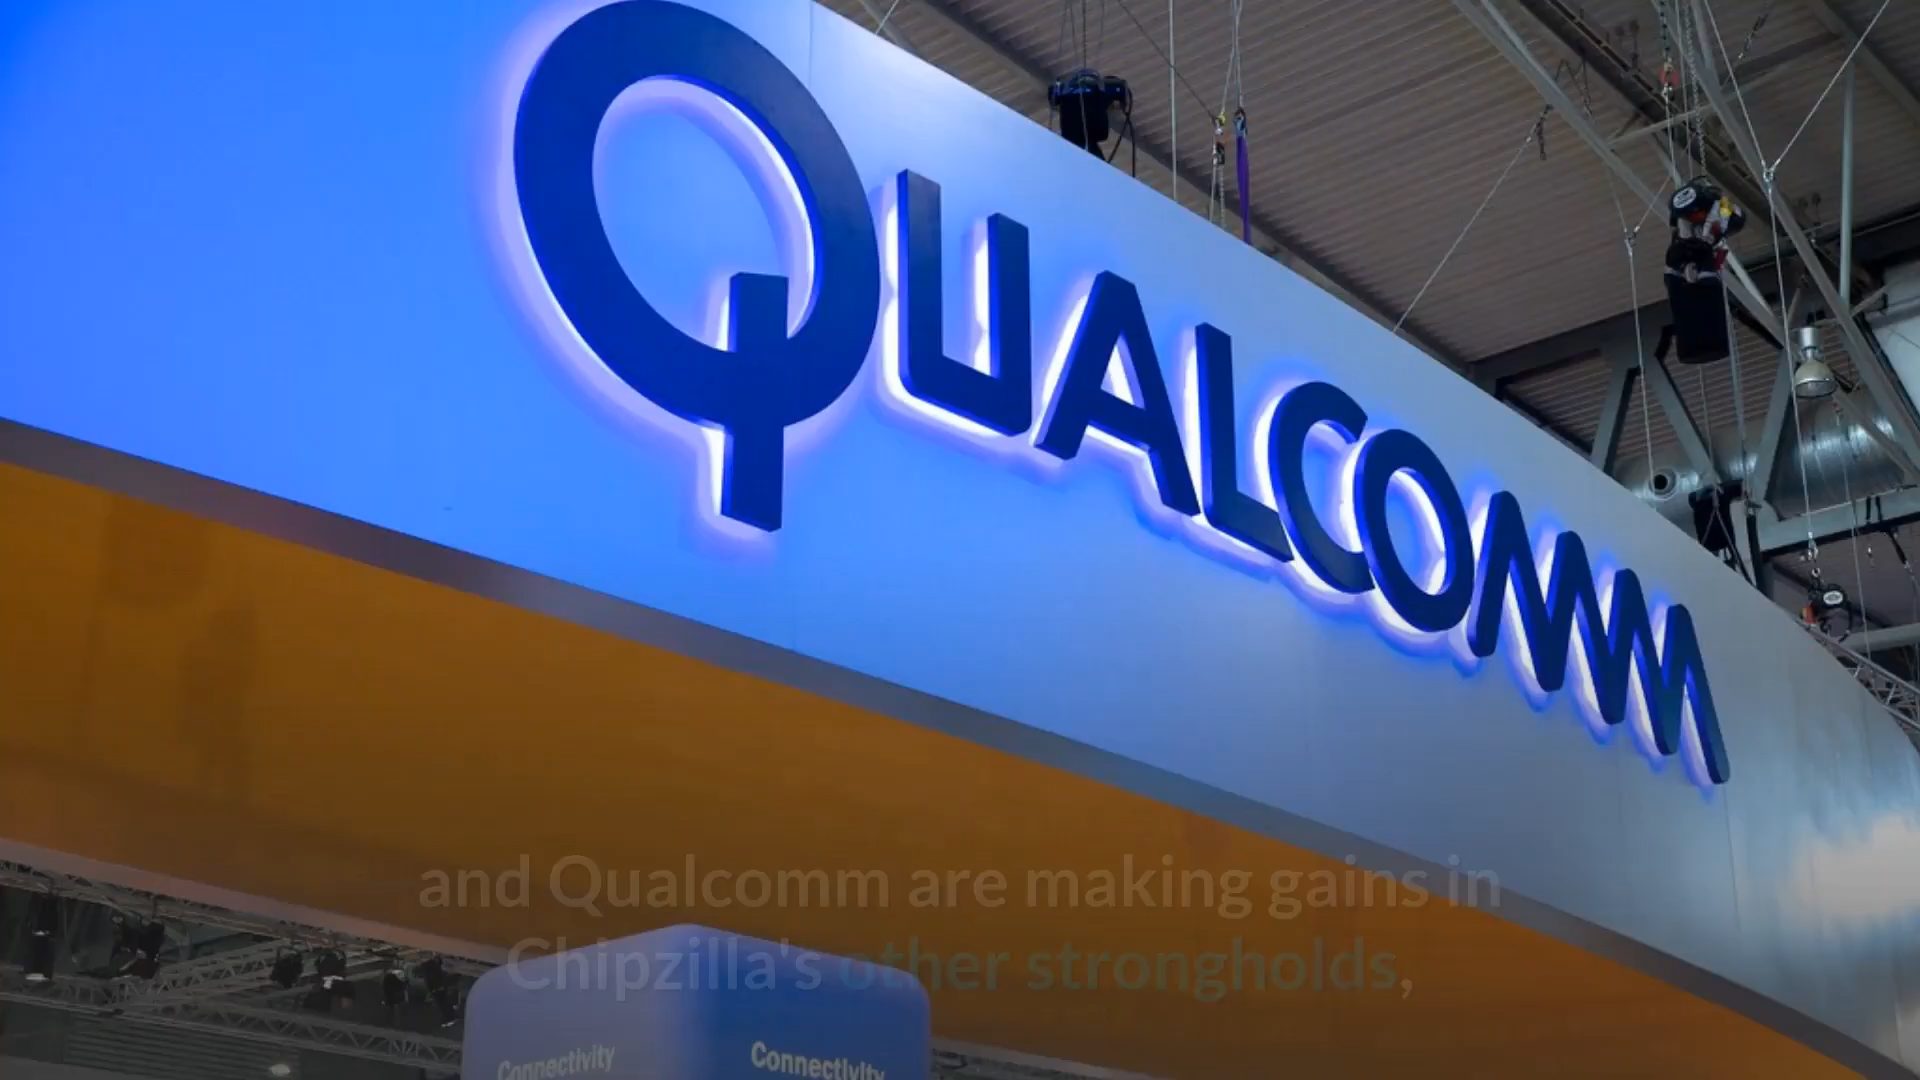 QUALCOMM
and Qualcomm are making gains in
Chipzilla's other strongholds,
Connectivity
Connectivity